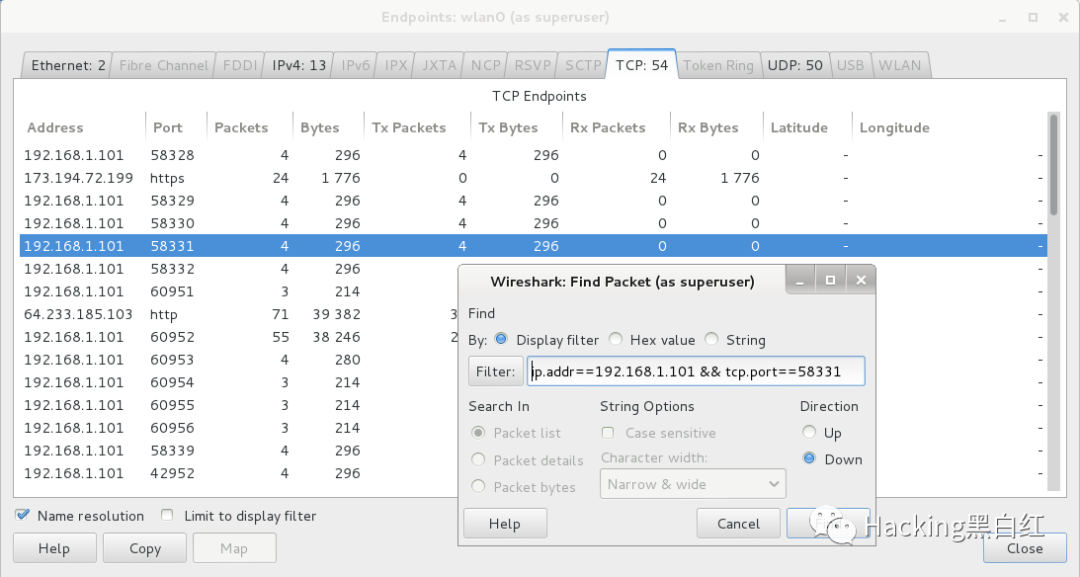 Endpoints: wlan0 (as superuser)
Ethernet: 2 Fibre Channel FDDI IPv4: 13 IPv6 IPX JXTA NCP RSVP SCTP TCP: 54 Token Ring UDP: 50 USB WLAN
TCP Endpoints
Address Port Packets Bytes Tx Packets Tx Bytes Rx Packets Rx Bytes Latitude Longitude
192.168.1.101 58328 4 296 4 296 0 0 - -
173.194.72.199 https 24 1 776 0 0 24 1 776 - -
192.168.1.101 58329 4 296 4 296 0 0 - -
192.168.1.101 58330 4 296 4 296 0 0 - -
192.168.1.101 58331 4 296 4 296 0 0 - -
192.168.1.101 58332 4 296 -
192.168.1.101 60951 3 214 -
64.233.185.103 http 71 39 382 3 -
192.168.1.101 60952 55 38 246 2 -
192.168.1.101 60953 4 280 -
192.168.1.101 60954 3 214 -
192.168.1.101 60955 3 214 -
192.168.1.101 60956 3 214 -
192.168.1.101 58339 4 296 -
192.168.1.101 42952 4 296 -
Name resolution Limit to display filter
Help Copy Map Close
Wireshark: Find Packet (as superuser)
Find
By: Display filter Hex value String
Filter: ip.addr==192.168.1.101 && tcp.port==58331
Search In String Options Direction
Packet list Case sensitive Up
Packet details Character width: Down
Packet bytes Narrow & wide
Help Cancel
Hacking黑白红